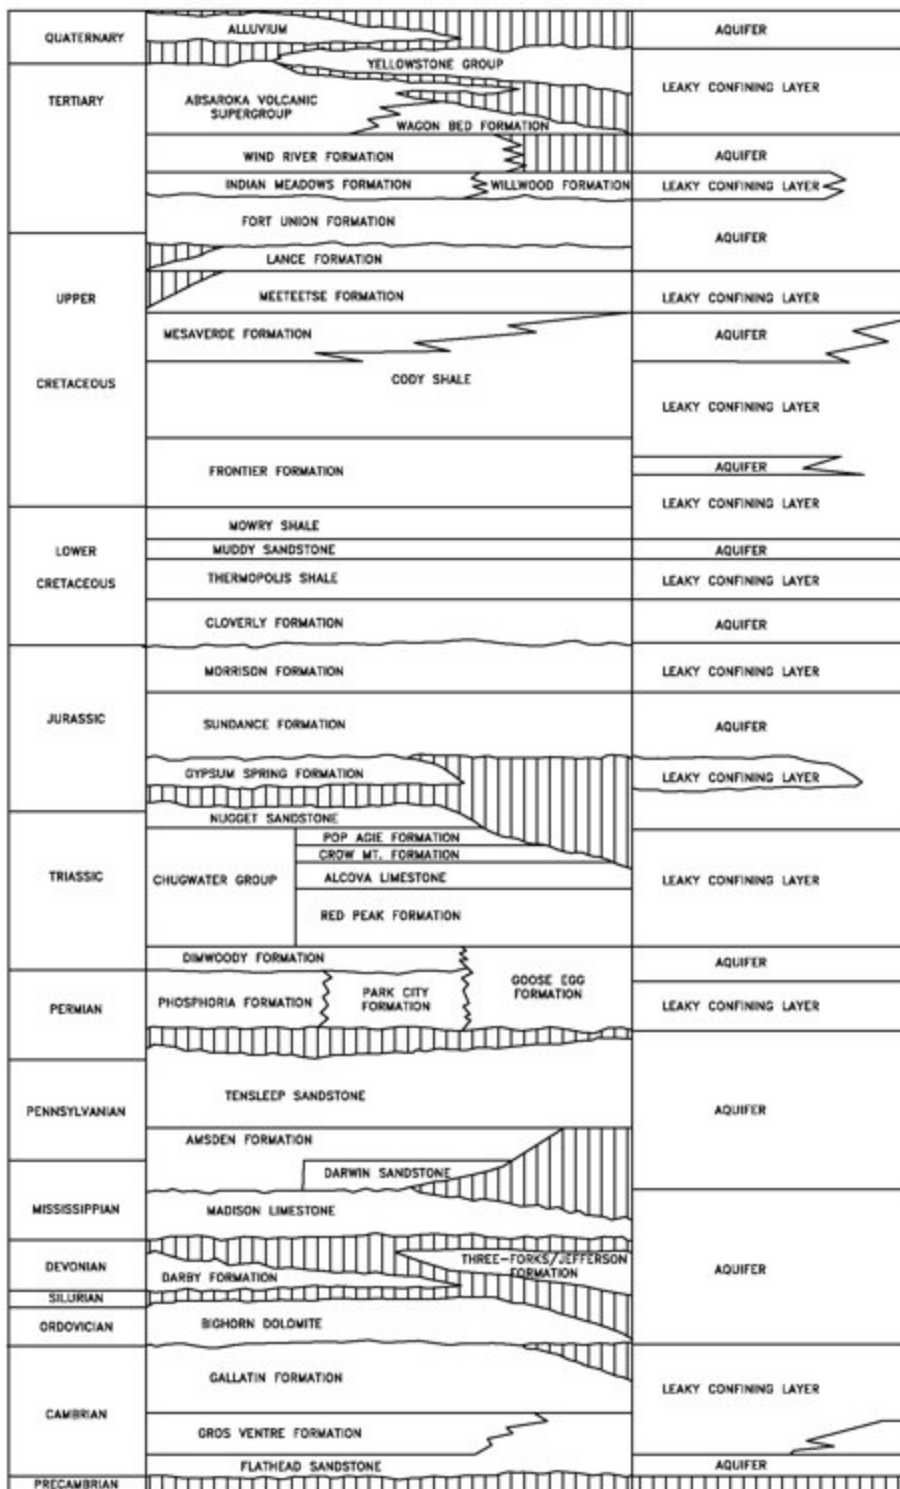 QUATERNARY
TERTIARY
UPPER
CRETACEOUS
LOWER
CRETACEOUS
JURASSIC
TRIASSIC
PERMIAN
PENNSYLVANIAN
MISSISSIPPIAN
DEVONIAN
SILURIAN
ORDOVICIAN
CAMBRIAN
PRECAMBRIAN
ALLUVIUM
YELLOWSTONE GROUP
ABSAROKA VOLCANIC
SUPERGROUP
WAGON BED FORMATION
WIND RIVER FORMATION
INDIAN MEADOWS FORMATION
WILLWOOD FORMATION
FORT UNION FORMATION
LANCE FORMATION
MEETEETSE FORMATION
MESAVERDE FORMATION
CODY SHALE
FRONTIER FORMATION
MOWRY SHALE
MUDDY SANDSTONE
THERMOPOLIS SHALE
CLOVERLY FORMATION
MORRISON FORMATION
SUNDANCE FORMATION
GYPSUM SPRING FORMATION
NUGGET SANDSTONE
CHUGWATER GROUP
POP AGIE FORMATION
CROW MT. FORMATION
ALCOVA LIMESTONE
RED PEAK FORMATION
DIMWOODY FORMATION
PHOSPHORIA FORMATION
PARK CITY
FORMATION
GOOSE EGG
FORMATION
TENSLEEP SANDSTONE
AMSDEN FORMATION
DARWIN SANDSTONE
MADISON LIMESTONE
THREE-FORKS/JEFFERSON
FORMATION
DARBY FORMATION
BIGHORN DOLOMITE
GALLATIN FORMATION
GROS VENTRE FORMATION
FLATHEAD SANDSTONE
AQUIFER
LEAKY CONFINING LAYER
AQUIFER
LEAKY CONFINING LAYER
AQUIFER
LEAKY CONFINING LAYER
AQUIFER
LEAKY CONFINING LAYER
AQUIFER
LEAKY CONFINING LAYER
AQUIFER
LEAKY CONFINING LAYER
AQUIFER
LEAKY CONFINING LAYER
AQUIFER
LEAKY CONFINING LAYER
LEAKY CONFINING LAYER
AQUIFER
LEAKY CONFINING LAYER
AQUIFER
AQUIFER
LEAKY CONFINING LAYER
AQUIFER